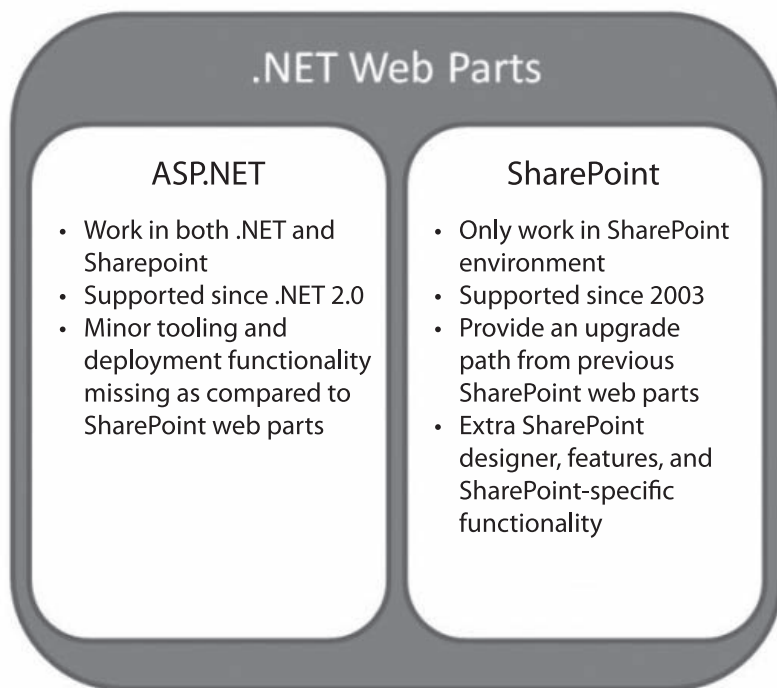 .NET Web Parts
ASP.NET
• Work in both .NET and
Sharepoint
• Supported since .NET 2.0
• Minor tooling and
deployment functionality
missing as compared to
SharePoint web parts
SharePoint
• Only work in SharePoint
environment
• Supported since 2003
• Provide an upgrade
path from previous
SharePoint web parts
• Extra SharePoint
designer, features, and
SharePoint-specific
functionality